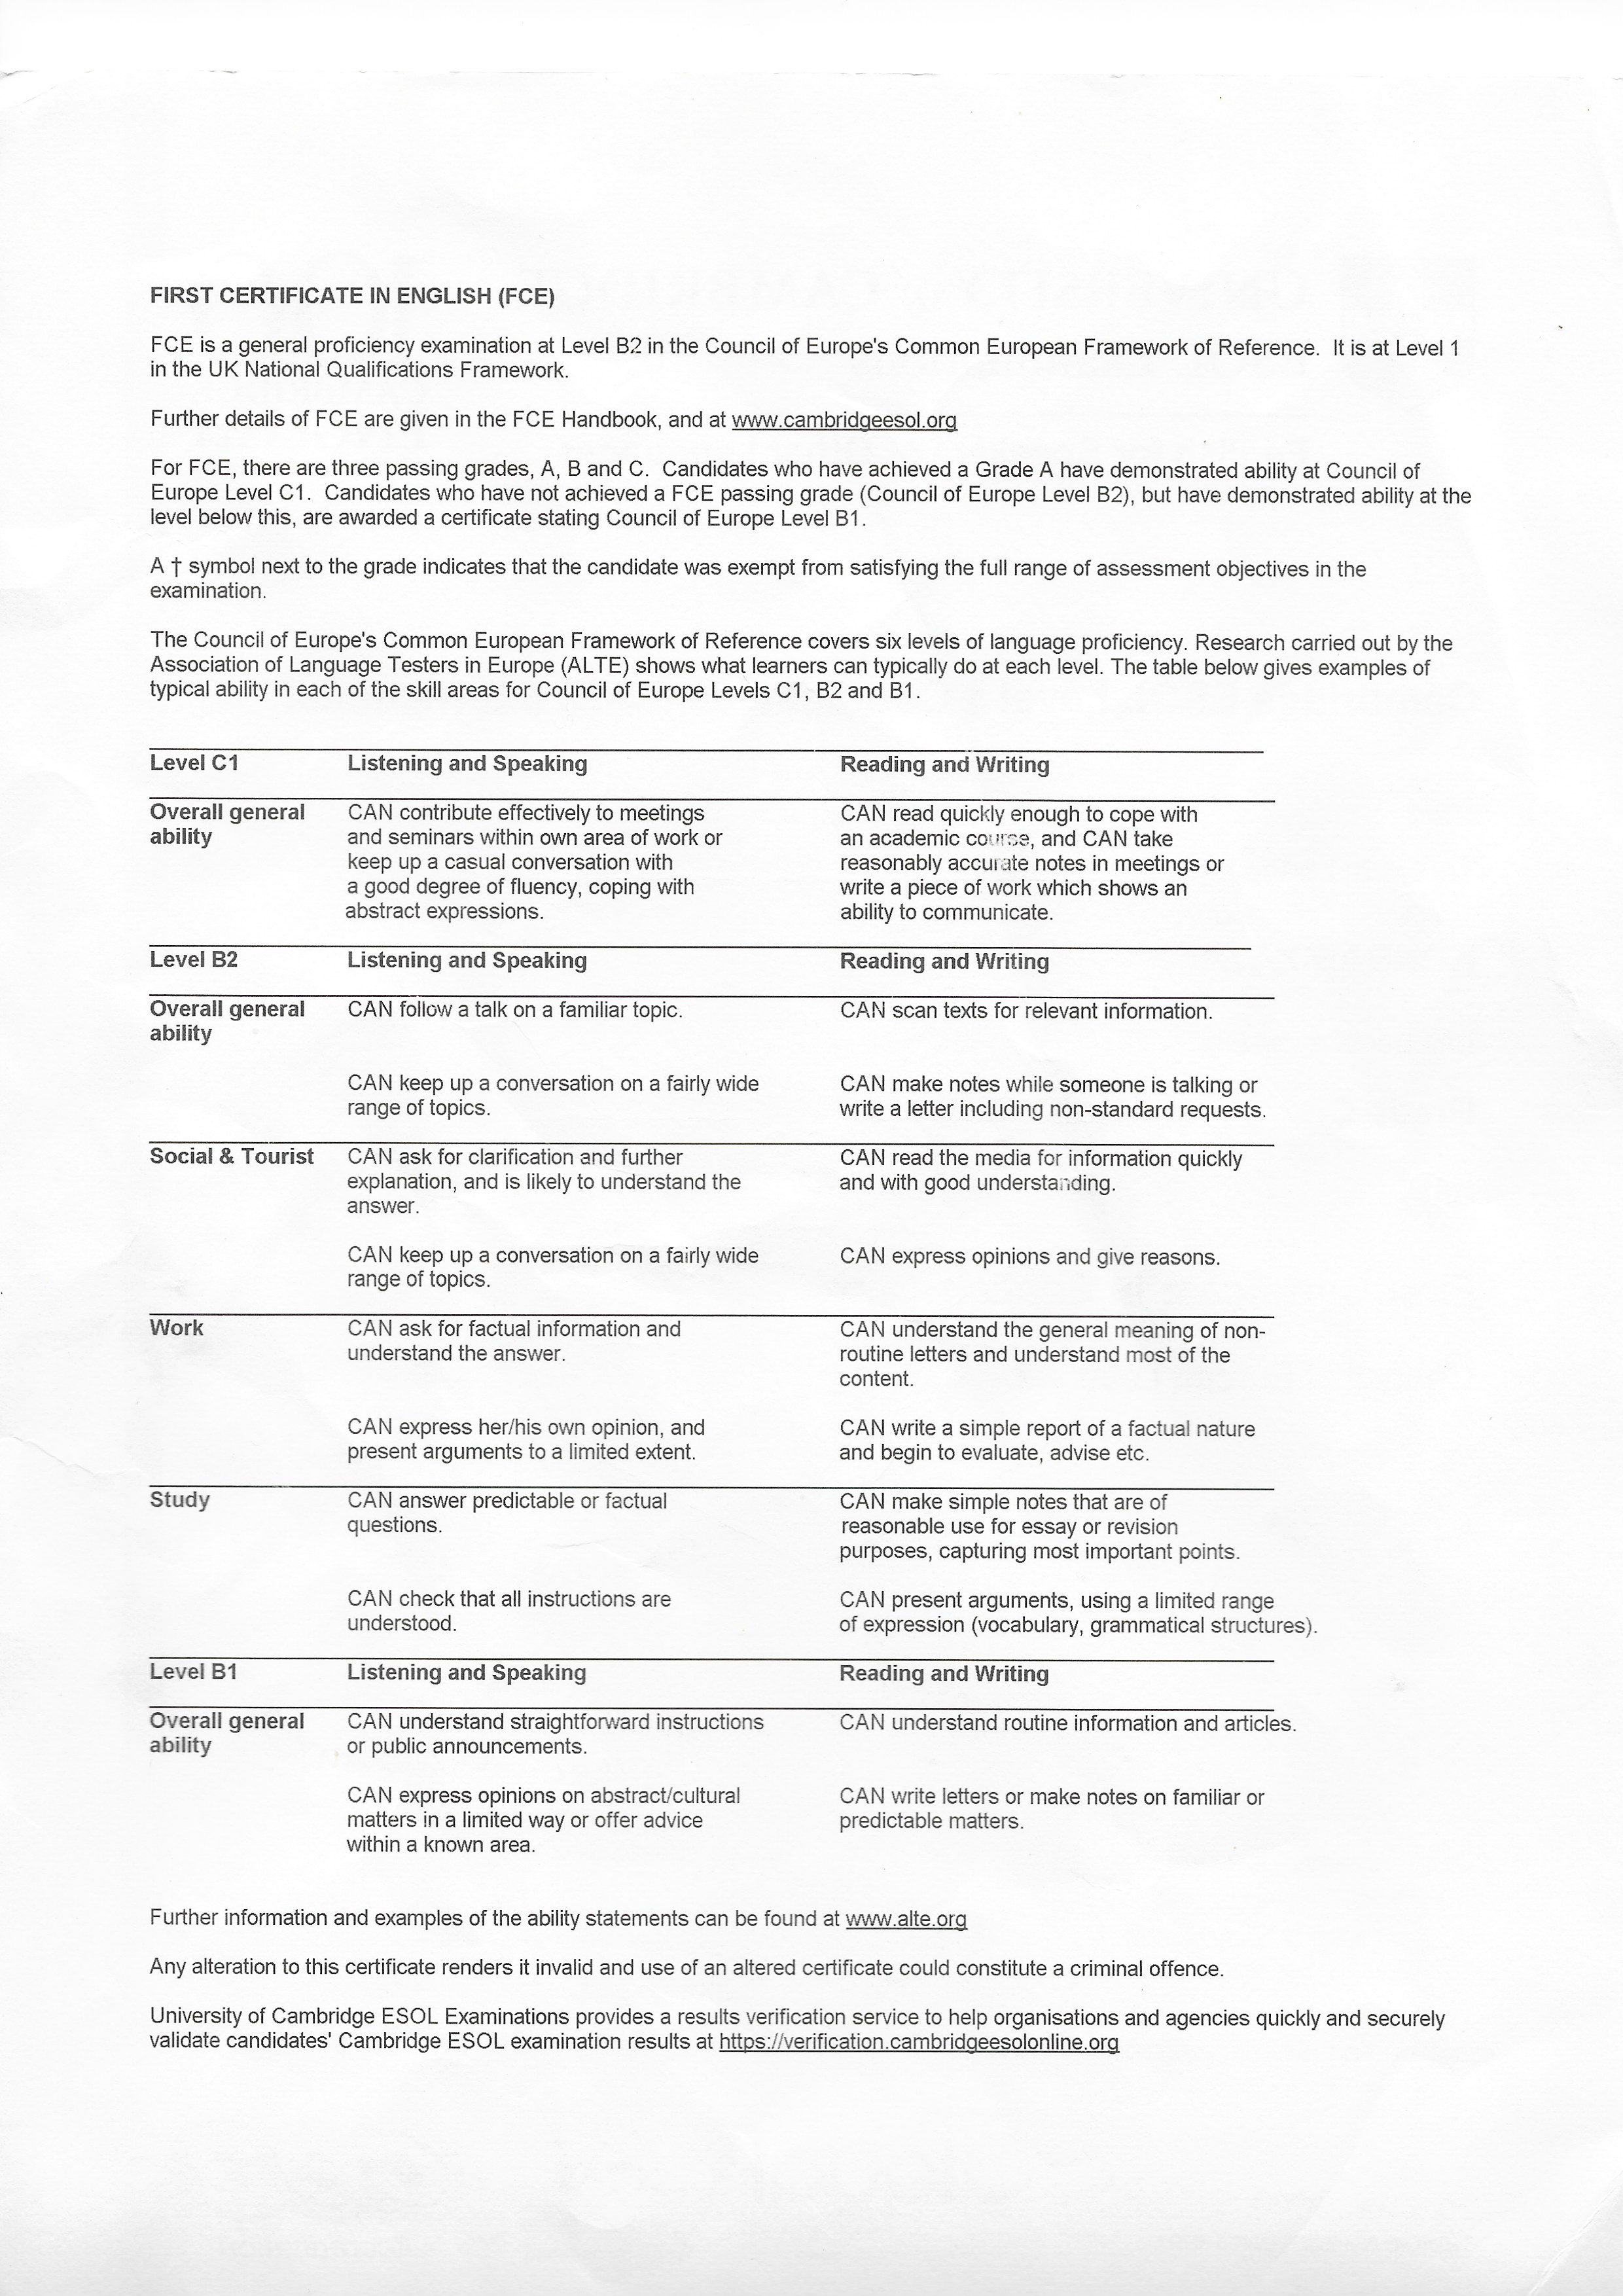 FIRST CERTIFICATE IN ENGLISH (FCE)
FCE is a general proficiency examination at Level B2 in the Council of Europe's Common European Framework of Reference.  It is at Level 1
in the UK National Qualifications Framework.
Further details of FCE are given in the FCE Handbook, and at www.cambridgeesol.org
For FCE, there are three passing grades, A, B and C.  Candidates who have achieved a Grade A have demonstrated ability at Council of
Europe Level C1.  Candidates who have not achieved a FCE passing grade (Council of Europe Level B2), but have demonstrated ability at the
level below this, are awarded a certificate stating Council of Europe Level B1.
A † symbol next to the grade indicates that the candidate was exempt from satisfying the full range of assessment objectives in the
examination.
The Council of Europe's Common European Framework of Reference covers six levels of language proficiency. Research carried out by the
Association of Language Testers in Europe (ALTE) shows what learners can typically do at each level. The table below gives examples of
typical ability in each of the skill areas for Council of Europe Levels C1, B2 and B1.
Level C1 Listening and Speaking Reading and Writing
Overall general CAN contribute effectively to meetings CAN read quickly enough to cope with
ability and seminars within own area of work or an academic course, and CAN take
keep up a casual conversation with reasonably accurate notes in meetings or
a good degree of fluency, coping with write a piece of work which shows an
abstract expressions. ability to communicate.
Level B2 Listening and Speaking Reading and Writing
Overall general CAN follow a talk on a familiar topic. CAN scan texts for relevant information.
ability
CAN keep up a conversation on a fairly wide CAN make notes while someone is talking or
range of topics. write a letter including non-standard requests.
Social & Tourist CAN ask for clarification and further CAN read the media for information quickly
explanation, and is likely to understand the and with good understanding.
answer.
CAN keep up a conversation on a fairly wide CAN express opinions and give reasons.
range of topics.
Work CAN ask for factual information and CAN understand the general meaning of non-
understand the answer. routine letters and understand most of the
content.
CAN express her/his own opinion, and CAN write a simple report of a factual nature
present arguments to a limited extent. and begin to evaluate, advise etc.
Study CAN answer predictable or factual CAN make simple notes that are of
questions. reasonable use for essay or revision
purposes, capturing most important points.
CAN check that all instructions are CAN present arguments, using a limited range
understood. of expression (vocabulary, grammatical structures).
Level B1 Listening and Speaking Reading and Writing
Overall general CAN understand straightforward instructions CAN understand routine information and articles.
ability or public announcements.
CAN express opinions on abstract/cultural CAN write letters or make notes on familiar or
matters in a limited way or offer advice predictable matters.
within a known area.
Further information and examples of the ability statements can be found at www.alte.org
Any alteration to this certificate renders it invalid and use of an altered certificate could constitute a criminal offence.
University of Cambridge ESOL Examinations provides a results verification service to help organisations and agencies quickly and securely
validate candidates' Cambridge ESOL examination results at https://verification.cambridgeesolonline.org